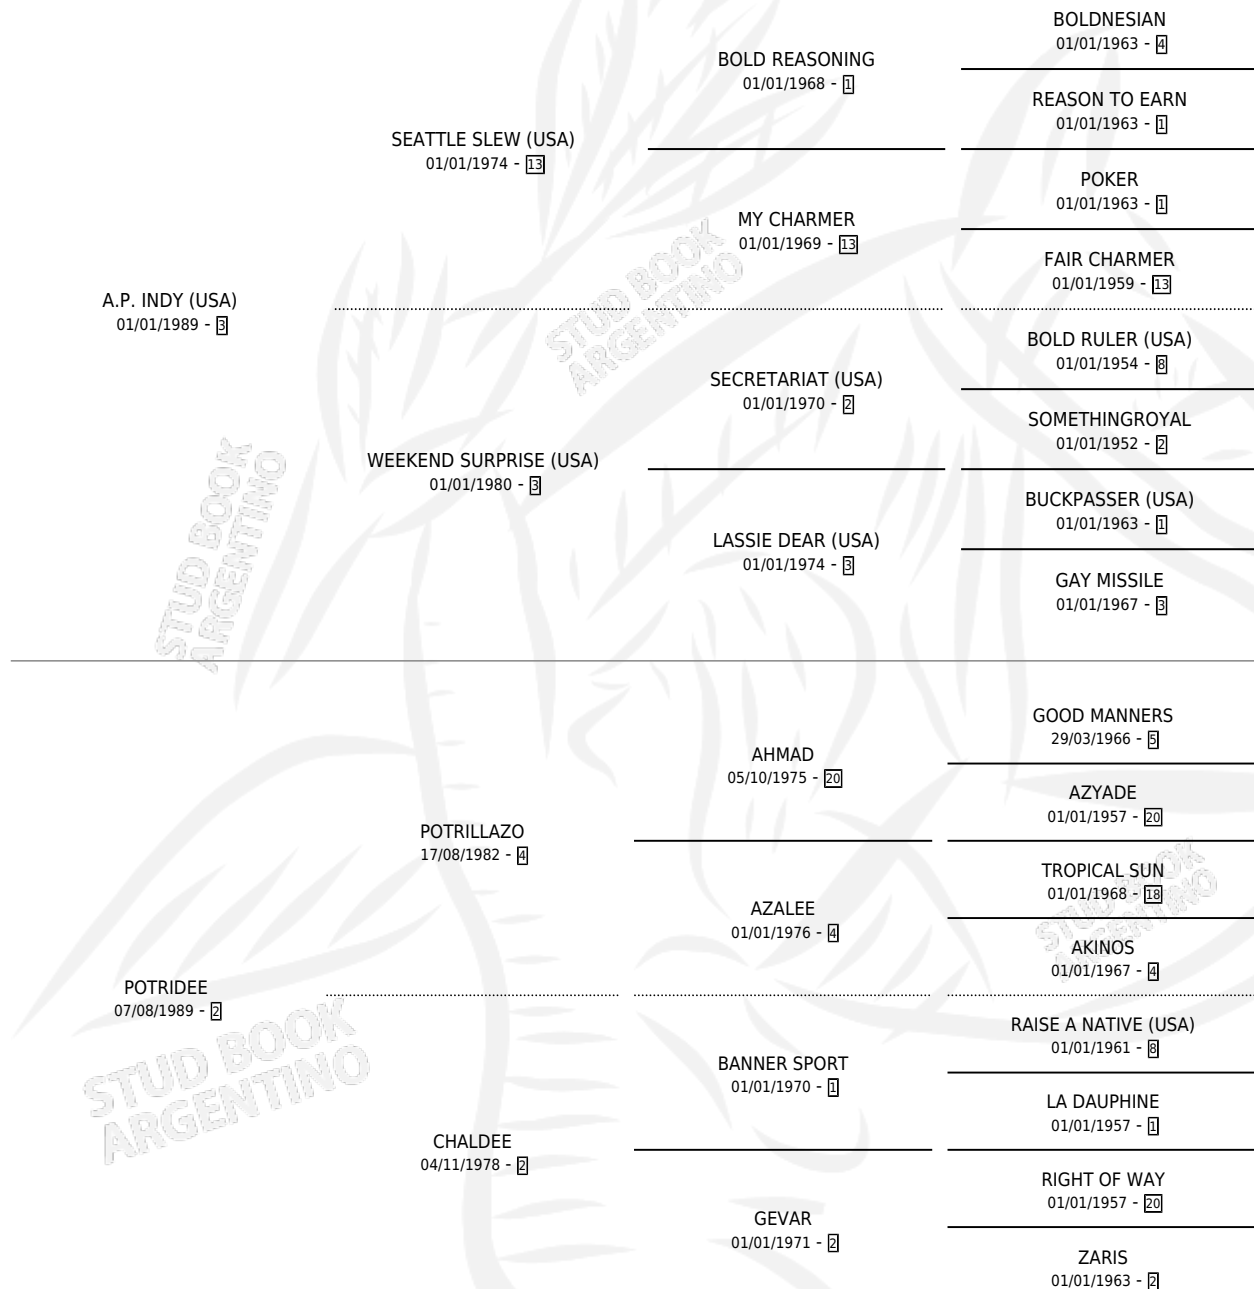 BOLDNESIAN
01/01/1963 - 4
BOLD REASONING
01/01/1968 - 1
REASON TO EARN
01/01/1963 - 1
SEATTLE SLEW (USA)
01/01/1974 - 13
POKER
01/01/1963 - 1
MY CHARMER
01/01/1969 - 13
FAIR CHARMER
01/01/1959 - 13
A.P. INDY (USA)
01/01/1989 - 3
STUD BOOK
ARGENTINO
BOLD RULER (USA)
01/01/1954 - 8
SECRETARIAT (USA)
01/01/1970 - 2
SOMETHINGROYAL
01/01/1952 - 2
WEEKEND SURPRISE (USA)
01/01/1980 - 3
BUCKPASSER (USA)
01/01/1963 - 1
LASSIE DEAR (USA)
01/01/1974 - 3
GAY MISSILE
01/01/1967 - 3
STUD BOOK
ARGENTINO
GOOD MANNERS
29/03/1966 - 5
AHMAD
05/10/1975 - 20
AZYADE
01/01/1957 - 20
POTRILLAZO
17/08/1982 - 4
TROPICAL SUN
01/01/1968 - 18
AZALEE
01/01/1976 - 4
STUD BOOK
ARGENTINO
AKINOS
01/01/1967 - 4
POTRIDEE
07/08/1989 - 2
RAISE A NATIVE (USA)
01/01/1961 - 8
STUD BOOK
ARGENTINO
BANNER SPORT
01/01/1970 - 1
LA DAUPHINE
01/01/1957 - 1
CHALDEE
04/11/1978 - 2
RIGHT OF WAY
01/01/1957 - 20
GEVAR
01/01/1971 - 2
ZARIS
01/01/1963 - 2